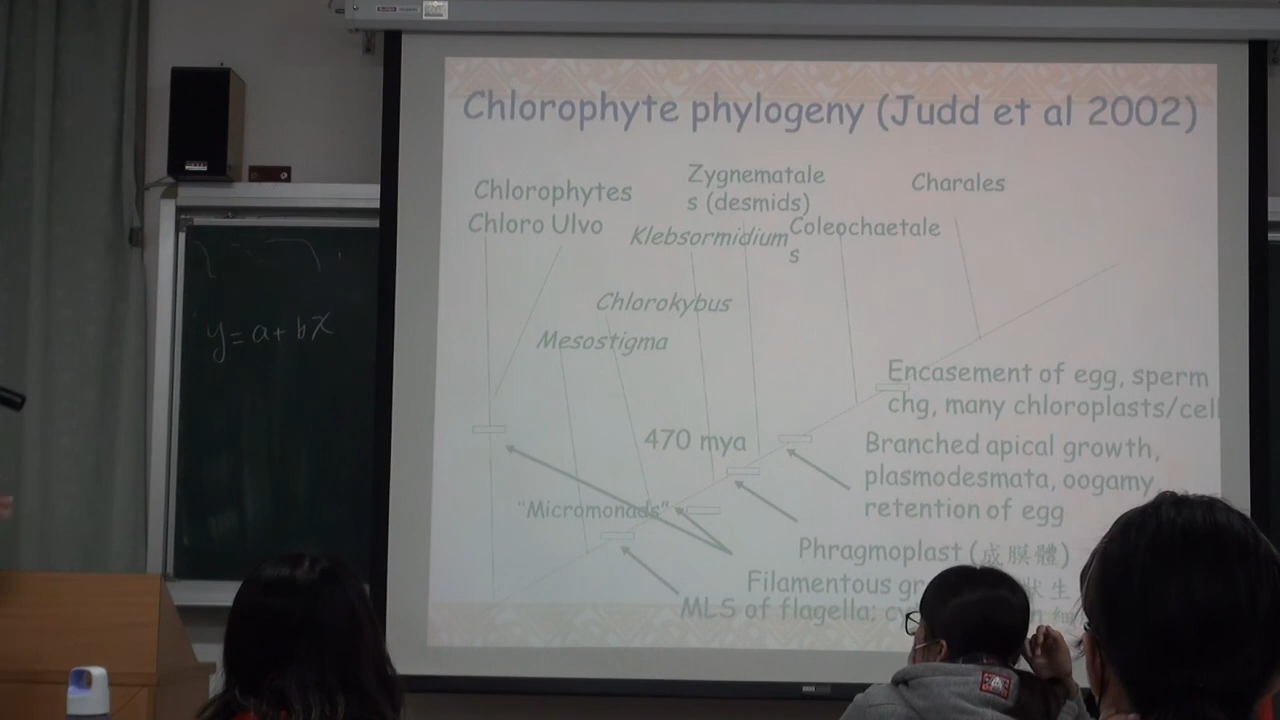 Chlorophyte phylogeny (Judd et al 2002)
Zygnematale
s (desmids)
Charales
Chlorophytes
Chloro Ulvo
Klebsormidium
Coleochaetale
s
Chlorokybus
Mesostigma
y=a+bx
Encasement of egg, sperm
chg, many chloroplasts/cell
470 mya
Branched apical growth,
plasmodesmata, oogamy,
retention of egg
"Micromonads"
Phragmoplast (成膜體)
Filamentous
MLS of flagella;